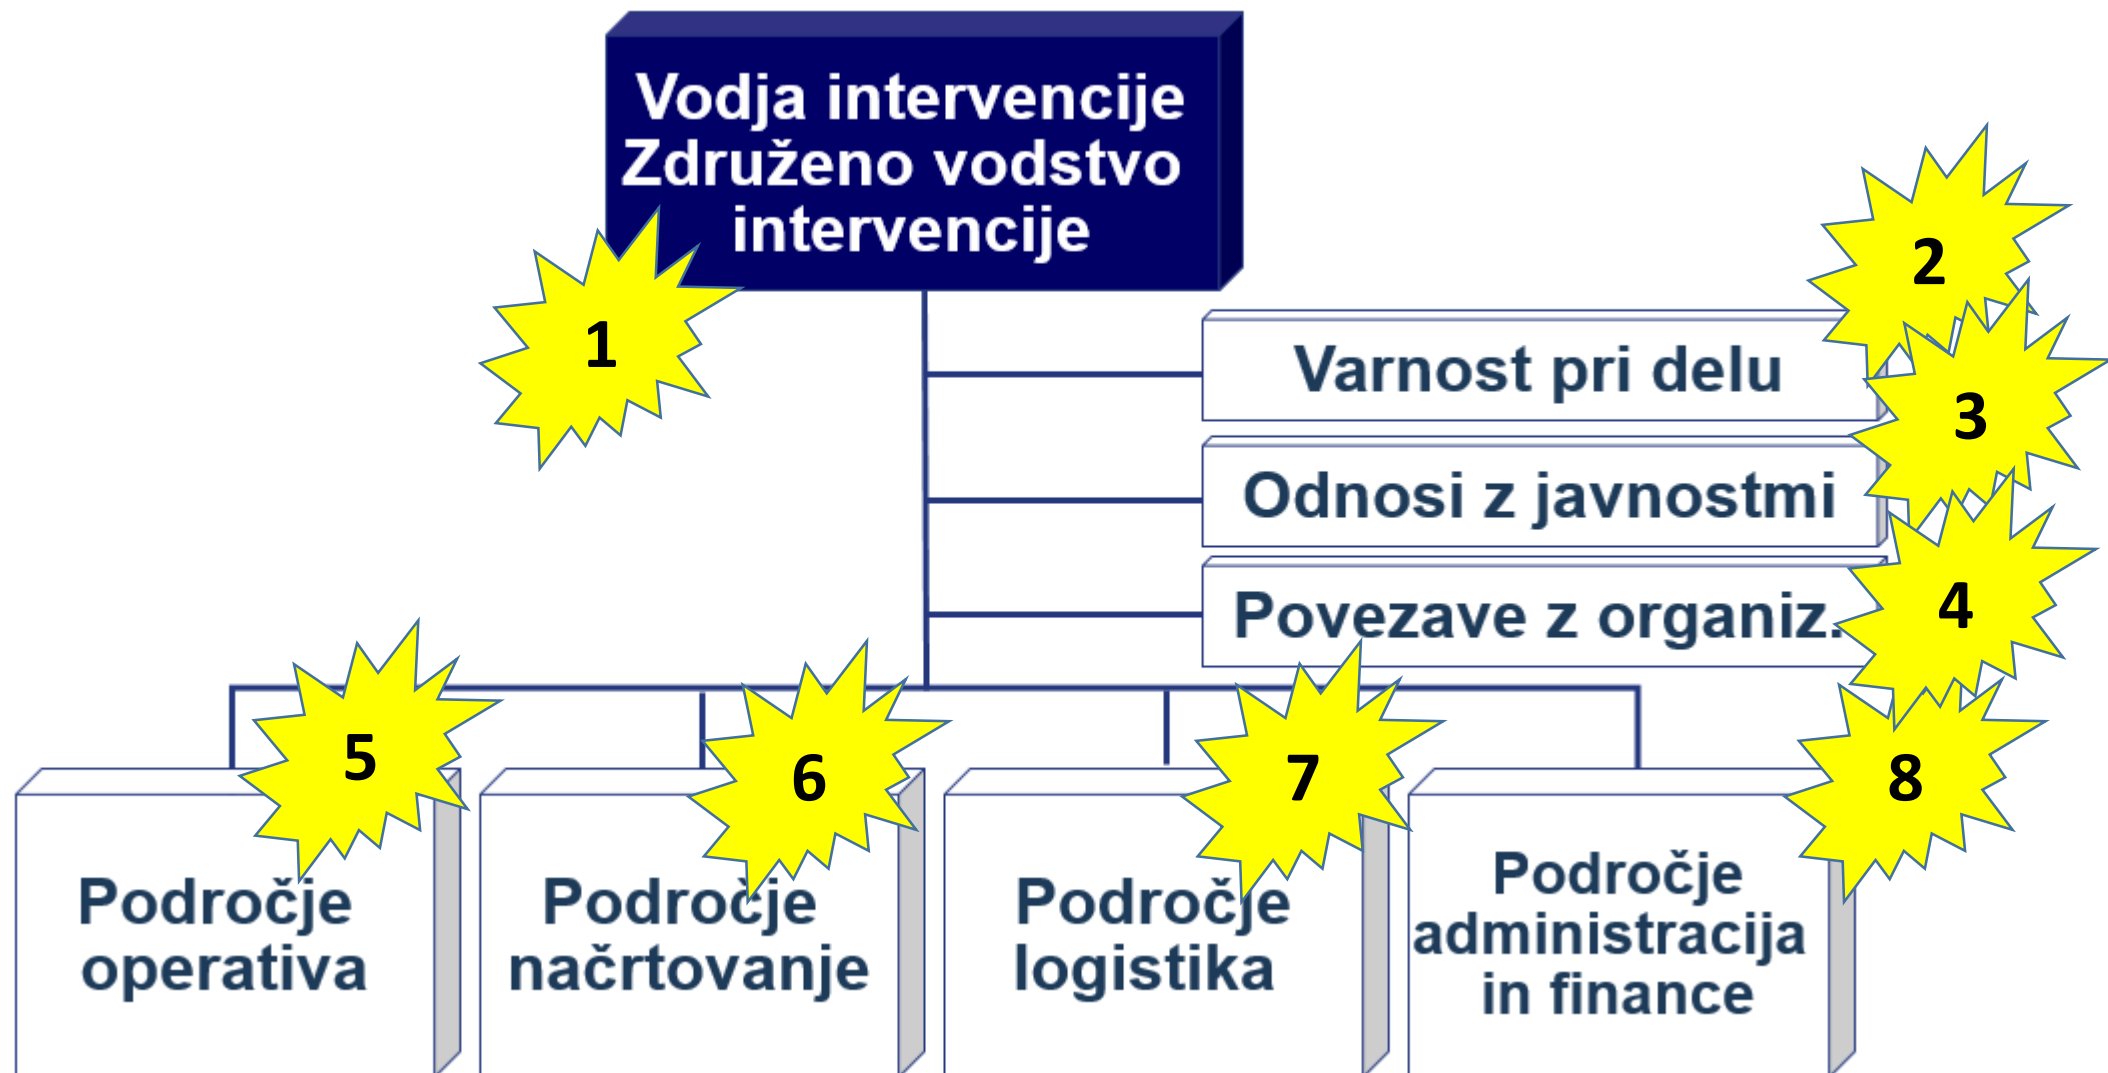 Vodja intervencije
Združeno vodstvo
intervencije
1
2
Varnost pri delu
3
Odnosi z javnostmi
4
Povezave z organiz.
5
6
7
8
Področje
operativa
Področje
načrtovanje
Področje
logistika
Področje
administracija
in finance